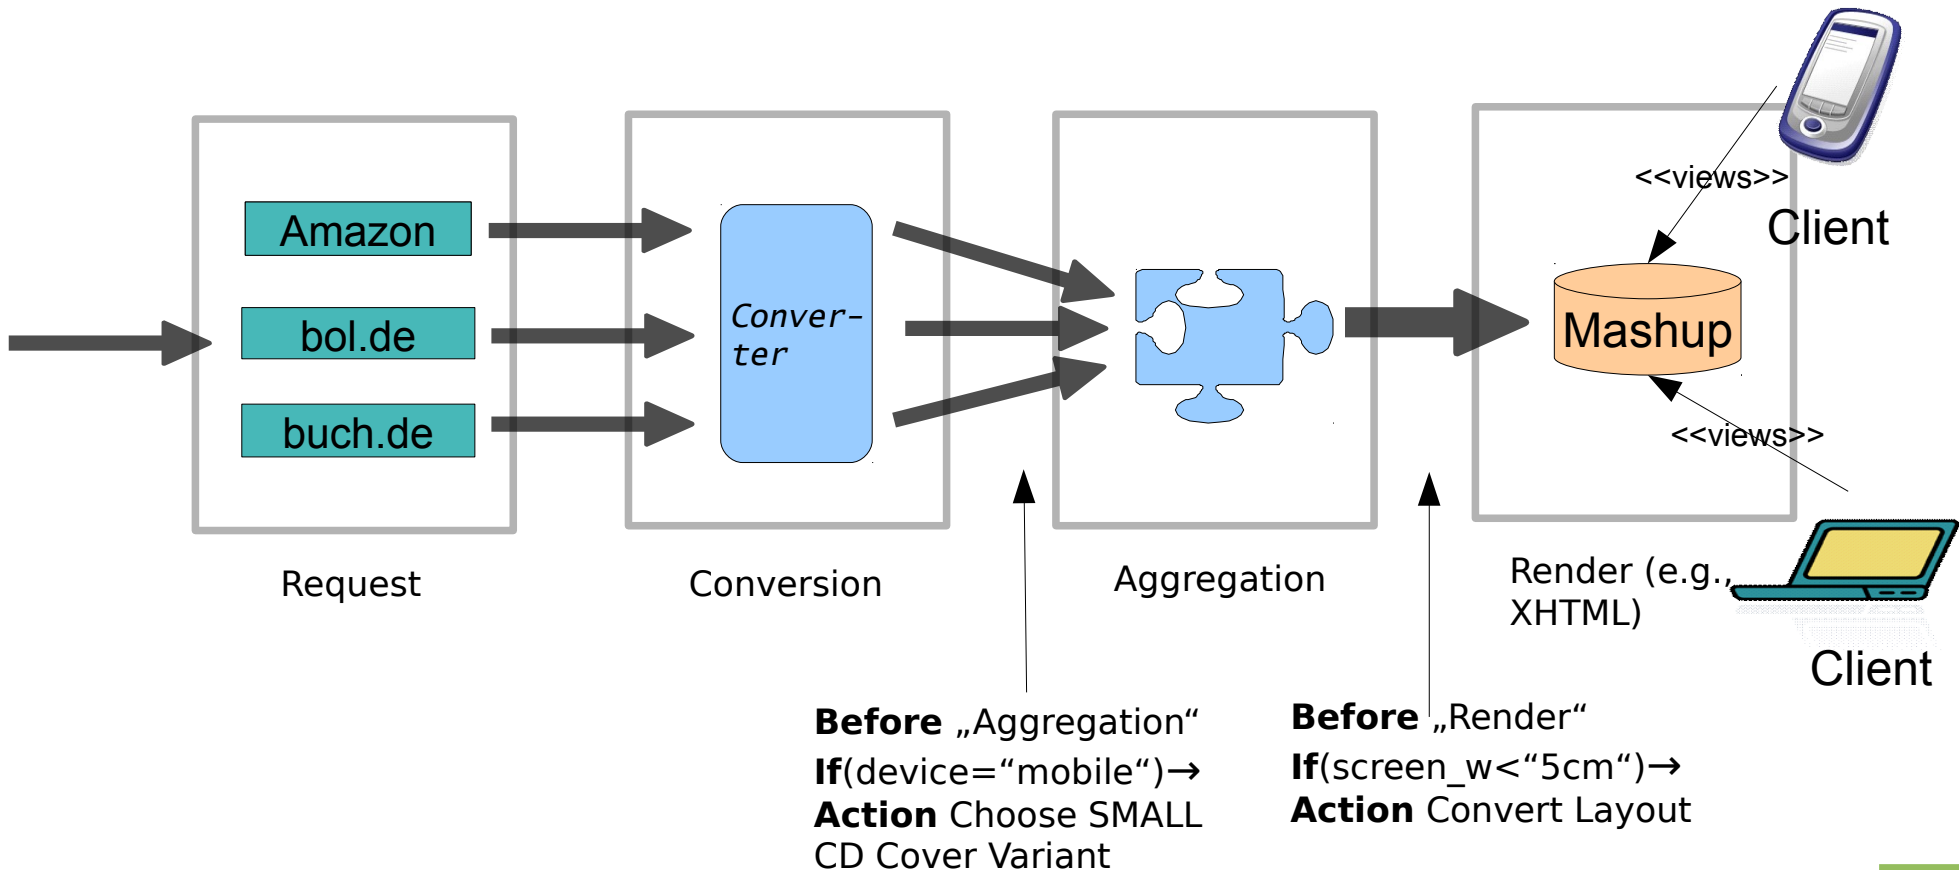 <<views>>
Client
Amazon
bol.de
buch.de
Conver-
ter
Mashup
<<views>>
Request
Conversion
Aggregation
Render (e.g.,
XHTML)
Client
Before „Aggregation“
If(device=“mobile“)→
Action Choose SMALL
CD Cover Variant
Before „Render“
If(screen_w<“5cm“)→
Action Convert Layout